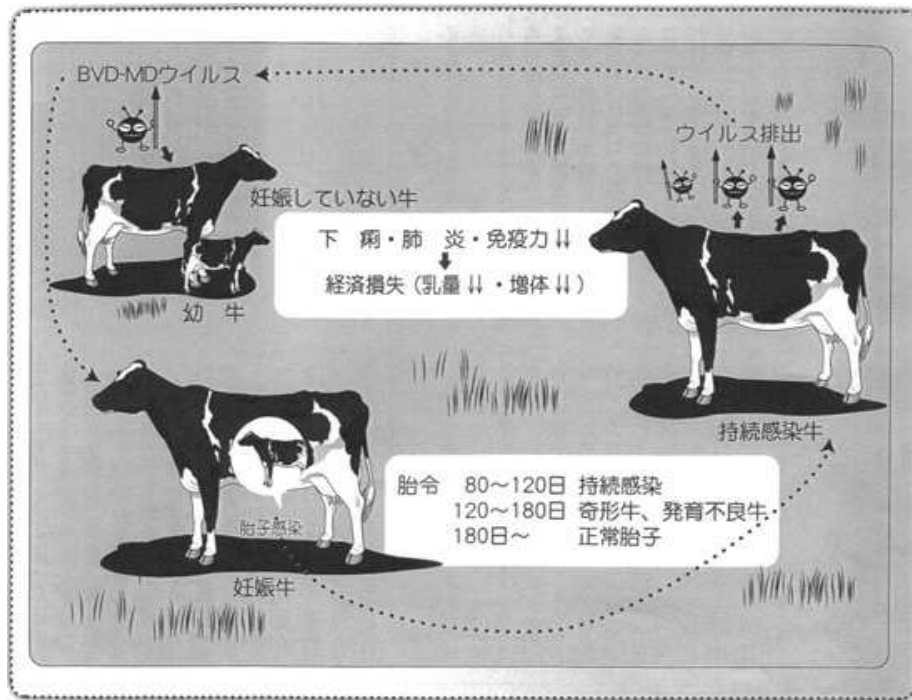 BVD-MDウイルス
ウイルス排出
妊娠していない牛
下　痢・肺　炎・免疫力⇊
経済損失（乳量⇊・増体⇊）
幼　牛
持続感染牛
胎令　80～120日　持続感染
120～180日　奇形牛、発育不良牛
180日～　正常胎子
胎子感染
妊娠牛